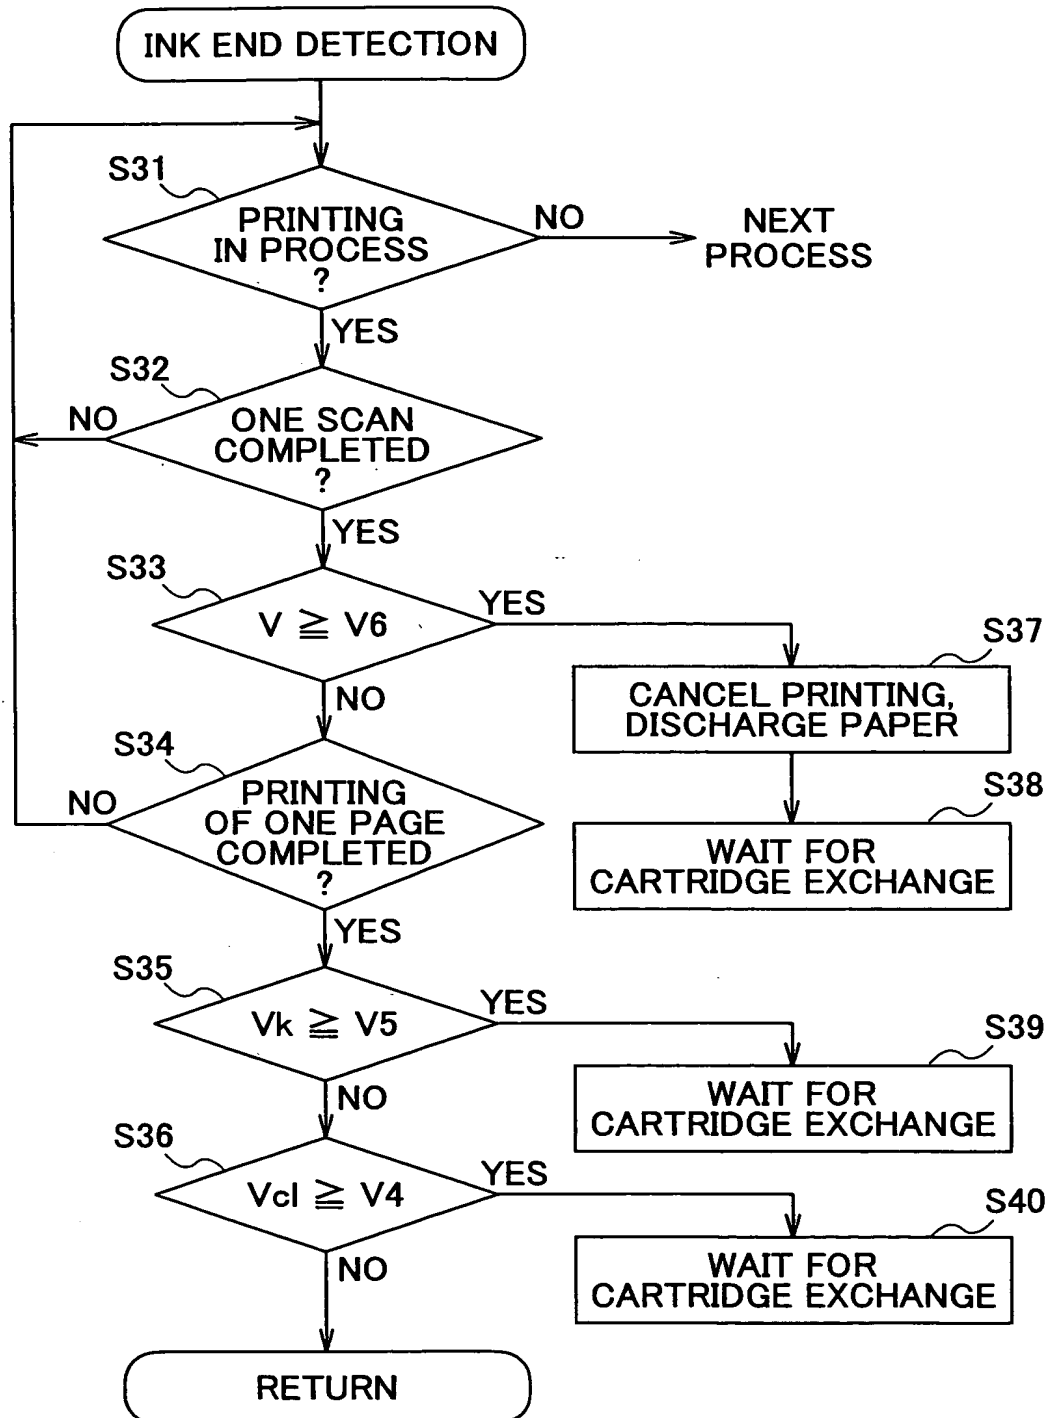 INK END DETECTION
S31
PRINTING
IN PROCESS
?
NO
NEXT
PROCESS
YES
S32
NO
ONE SCAN
COMPLETED
?
YES
S33
V ≧ V6
YES
S37
CANCEL PRINTING,
DISCHARGE PAPER
NO
S34
NO
PRINTING
OF ONE PAGE
COMPLETED
?
S38
WAIT FOR
CARTRIDGE EXCHANGE
YES
S35
Vk ≧ V5
YES
S39
WAIT FOR
CARTRIDGE EXCHANGE
NO
S36
Vcl ≧ V4
YES
S40
WAIT FOR
CARTRIDGE EXCHANGE
NO
RETURN